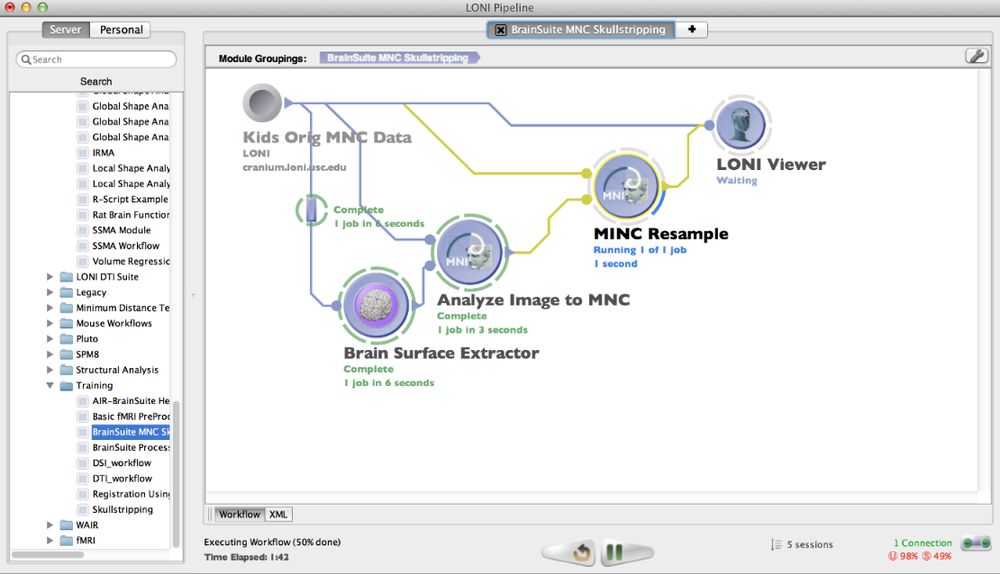 LONI Pipeline
Server
Personal
BrainSuite MNC Skullstripping
+
Search
Module Groupings:
BrainSuite MNC Skullstripping
Search
Global Shape Ana
Global Shape Ana
Global Shape Ana
Global Shape Ana
IRMA
Local Shape Analy
Local Shape Analy
R-Script Example
Rat Brain Function
SSMA Module
SSMA Workflow
Volume Regressio
LONI DTI Suite
Legacy
Minimum Distance Te
Mouse Workflows
Pluto
SPM8
Structural Analysis
Training
AIR-BrainSuite He
Basic fMRI PreProc
BrainSuite MNC Sk
BrainSuite Process
DSI_workflow
DTI_workflow
Registration Using
Skullstripping
WAIR
fMRI
Kids Orig MNC Data
LONI
cranium.loni.usc.edu
Complete
1 job in 6 seconds
LONI Viewer
Waiting
MNI
MINC Resample
Running 1 of 1 job
1 second
MNI
Analyze Image to MNC
Complete
1 job in 3 seconds
Brain Surface Extractor
Complete
1 job in 6 seconds
Workflow
XML
Executing Workflow (50% done)
Time Elapsed: 1:42
5 sessions
1 Connection
U 98% S 49%